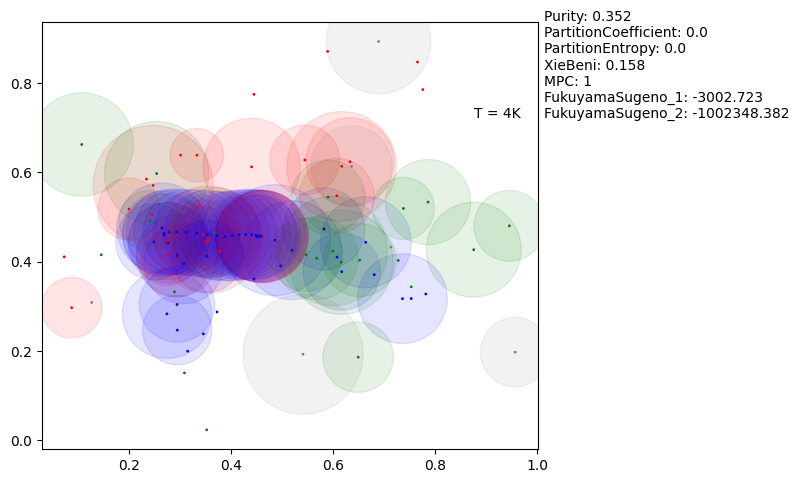 Purity: 0.352
PartitionCoefficient: 0.0
PartitionEntropy: 0.0
XieBeni: 0.158
MPC: 1
FukuyamaSugeno_1: -3002.723
FukuyamaSugeno_2: -1002348.382
T = 4K
0.8
0.6
0.4
0.2
0.0
0.2 0.4 0.6 0.8 1.0